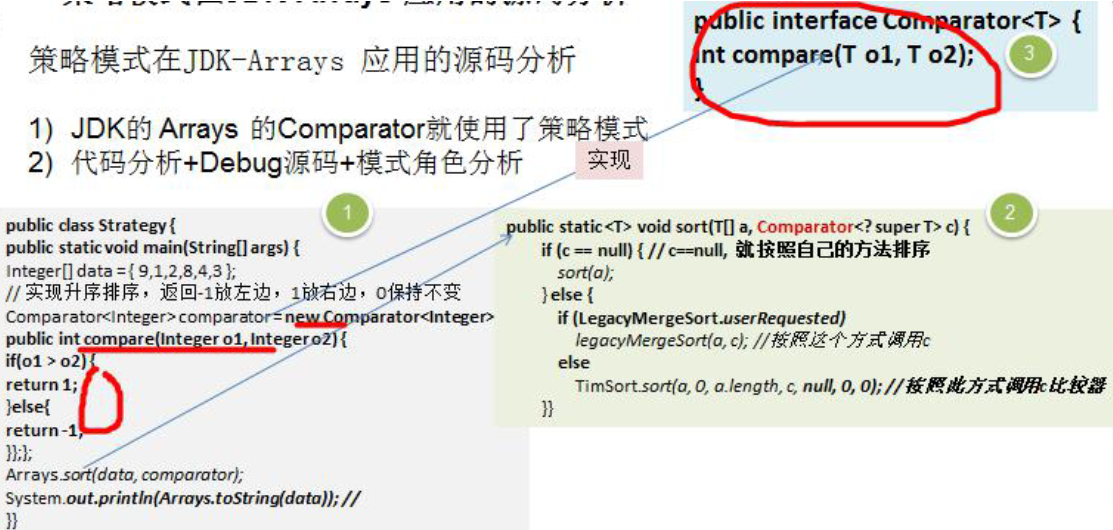 策略模式在JDK-Arrays 应用的源码分析
1) JDK的 Arrays 的Comparator就使用了策略模式
2) 代码分析+Debug源码+模式角色分析
实现
public interface Comparator<T> {
int compare(T o1, T o2);
}
3
1
public class Strategy {
public static void main(String[] args) {
Integer[] data = { 9,1,2,8,4,3 };
// 实现升序排序，返回-1放左边，1放右边，0保持不变
Comparator<Integer> comparator = new Comparator<Integer>
public int compare(Integer o1, Integer o2) {
if(o1 > o2) {
return 1;
}else{
return -1;
}};};
Arrays.sort(data, comparator);
System.out.println(Arrays.toString(data)); //
}}
2
public static <T> void sort(T[] a, Comparator<? super T> c) {
if (c == null) { // c==null, 就按照自己的方法排序
sort(a);
} else {
if (LegacyMergeSort.userRequested)
legacyMergeSort(a, c); //按照这个方式调用c
else
TimSort.sort(a, 0, a.length, c, null, 0, 0); //按照此方式调用c比较器
}}